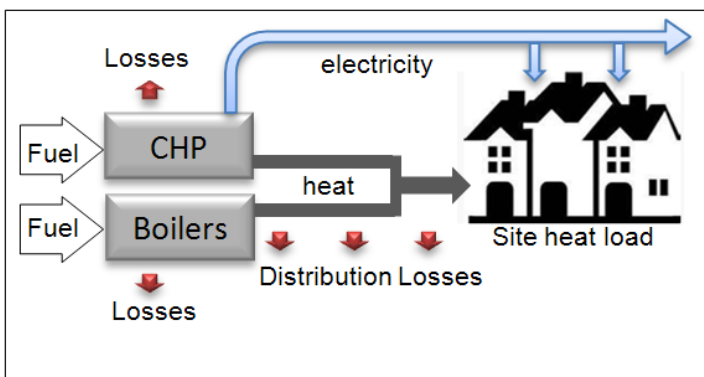 Losses
electricity
Fuel
CHP
heat
Fuel
Boilers
Site heat load
Distribution Losses
Losses